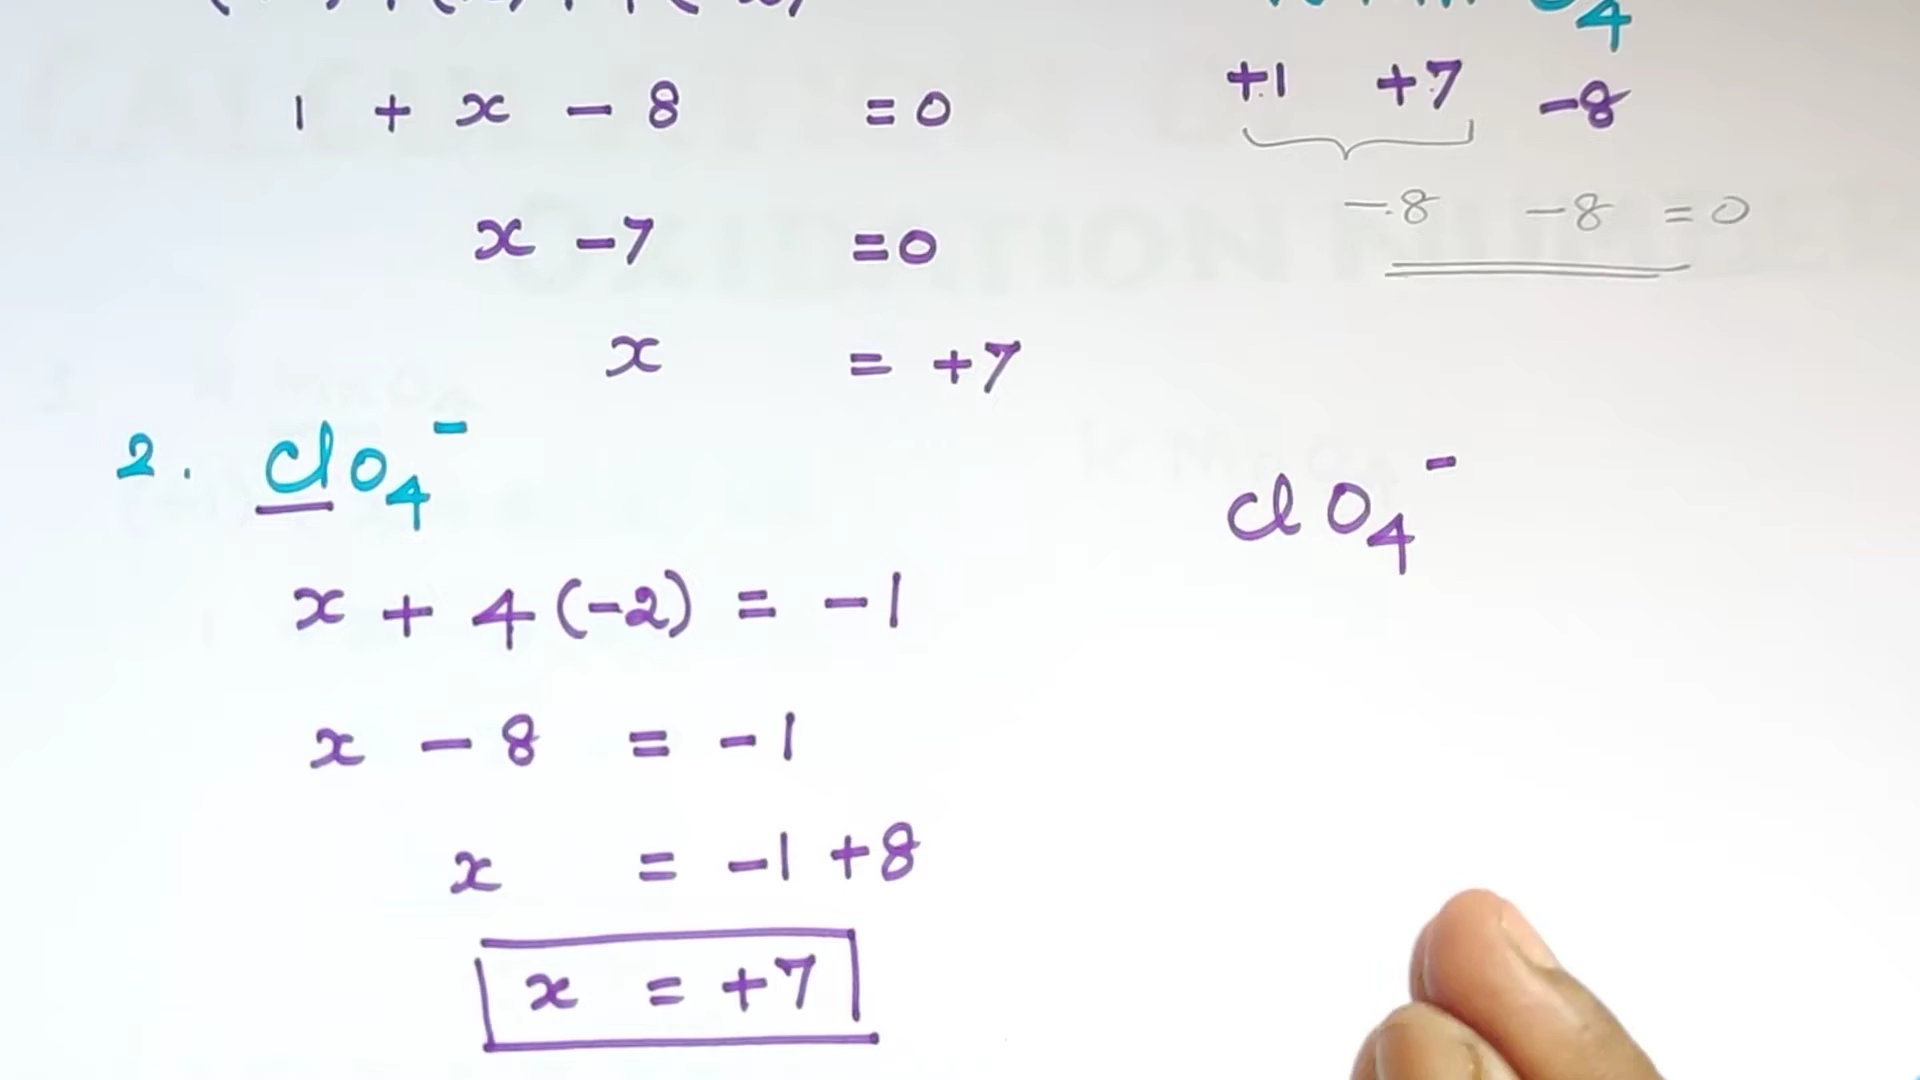 1 + x - 8 = 0
x - 7 = 0
x = +7
O4
+1 +7 -8
-8 -8 = 0
2. ClO4⁻
x + 4(-2) = -1
x - 8 = -1
x = -1 + 8
x = +7
ClO4⁻